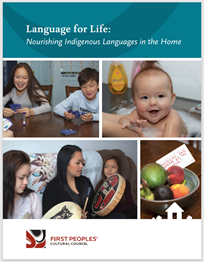 Language for Life:
Nourishing Indigenous Languages in the Home
FIRST PEOPLES'
CULTURAL COUNCIL